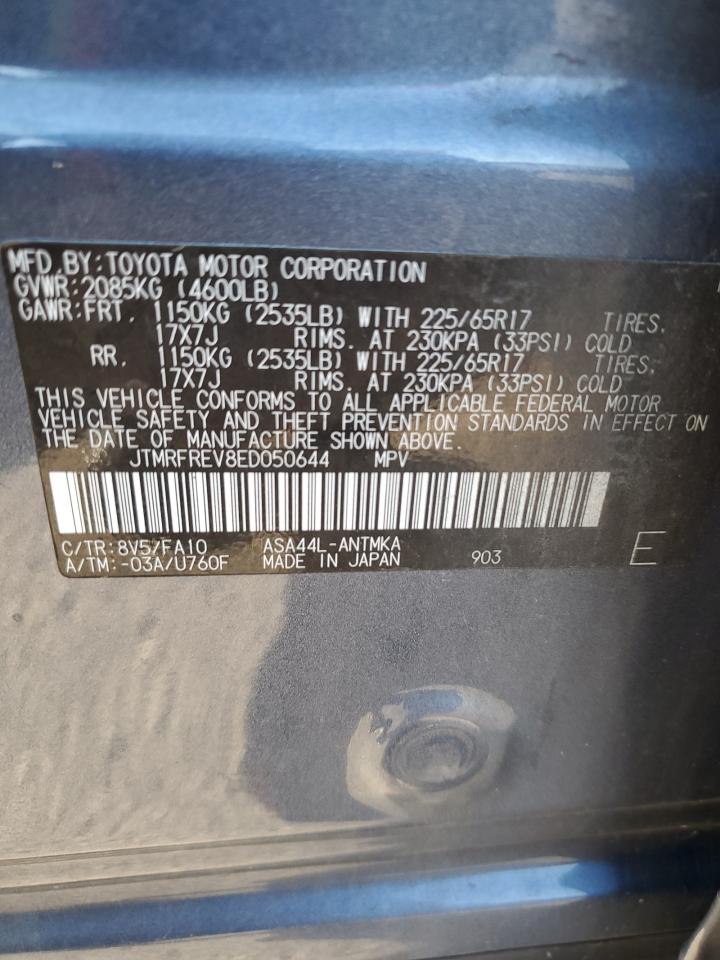 MFD.BY:TOYOTA MOTOR CORPORATION
GVWR:2085KG (4600LB)
GAWR:FRT. 1150KG (2535LB) WITH 225/65R17 TIRES.
17X7J RIMS. AT 230KPA (33PSI) COLD
RR. 1150KG (2535LB) WITH 225/65R17 TIRES.
17X7J RIMS. AT 230KPA (33PSI) COLD
THIS VEHICLE CONFORMS TO ALL APPLICABLE FEDERAL MOTOR
VEHICLE SAFETY AND THEFT PREVENTION STANDARDS IN EFFECT ON
THE DATE OF MANUFACTURE SHOWN ABOVE.
JTMRFREV8ED050644 MPV
C/TR:8V57/FA10 ASA44L-ANTMKA
A/TM:-03A/U760F MADE IN JAPAN 903 E